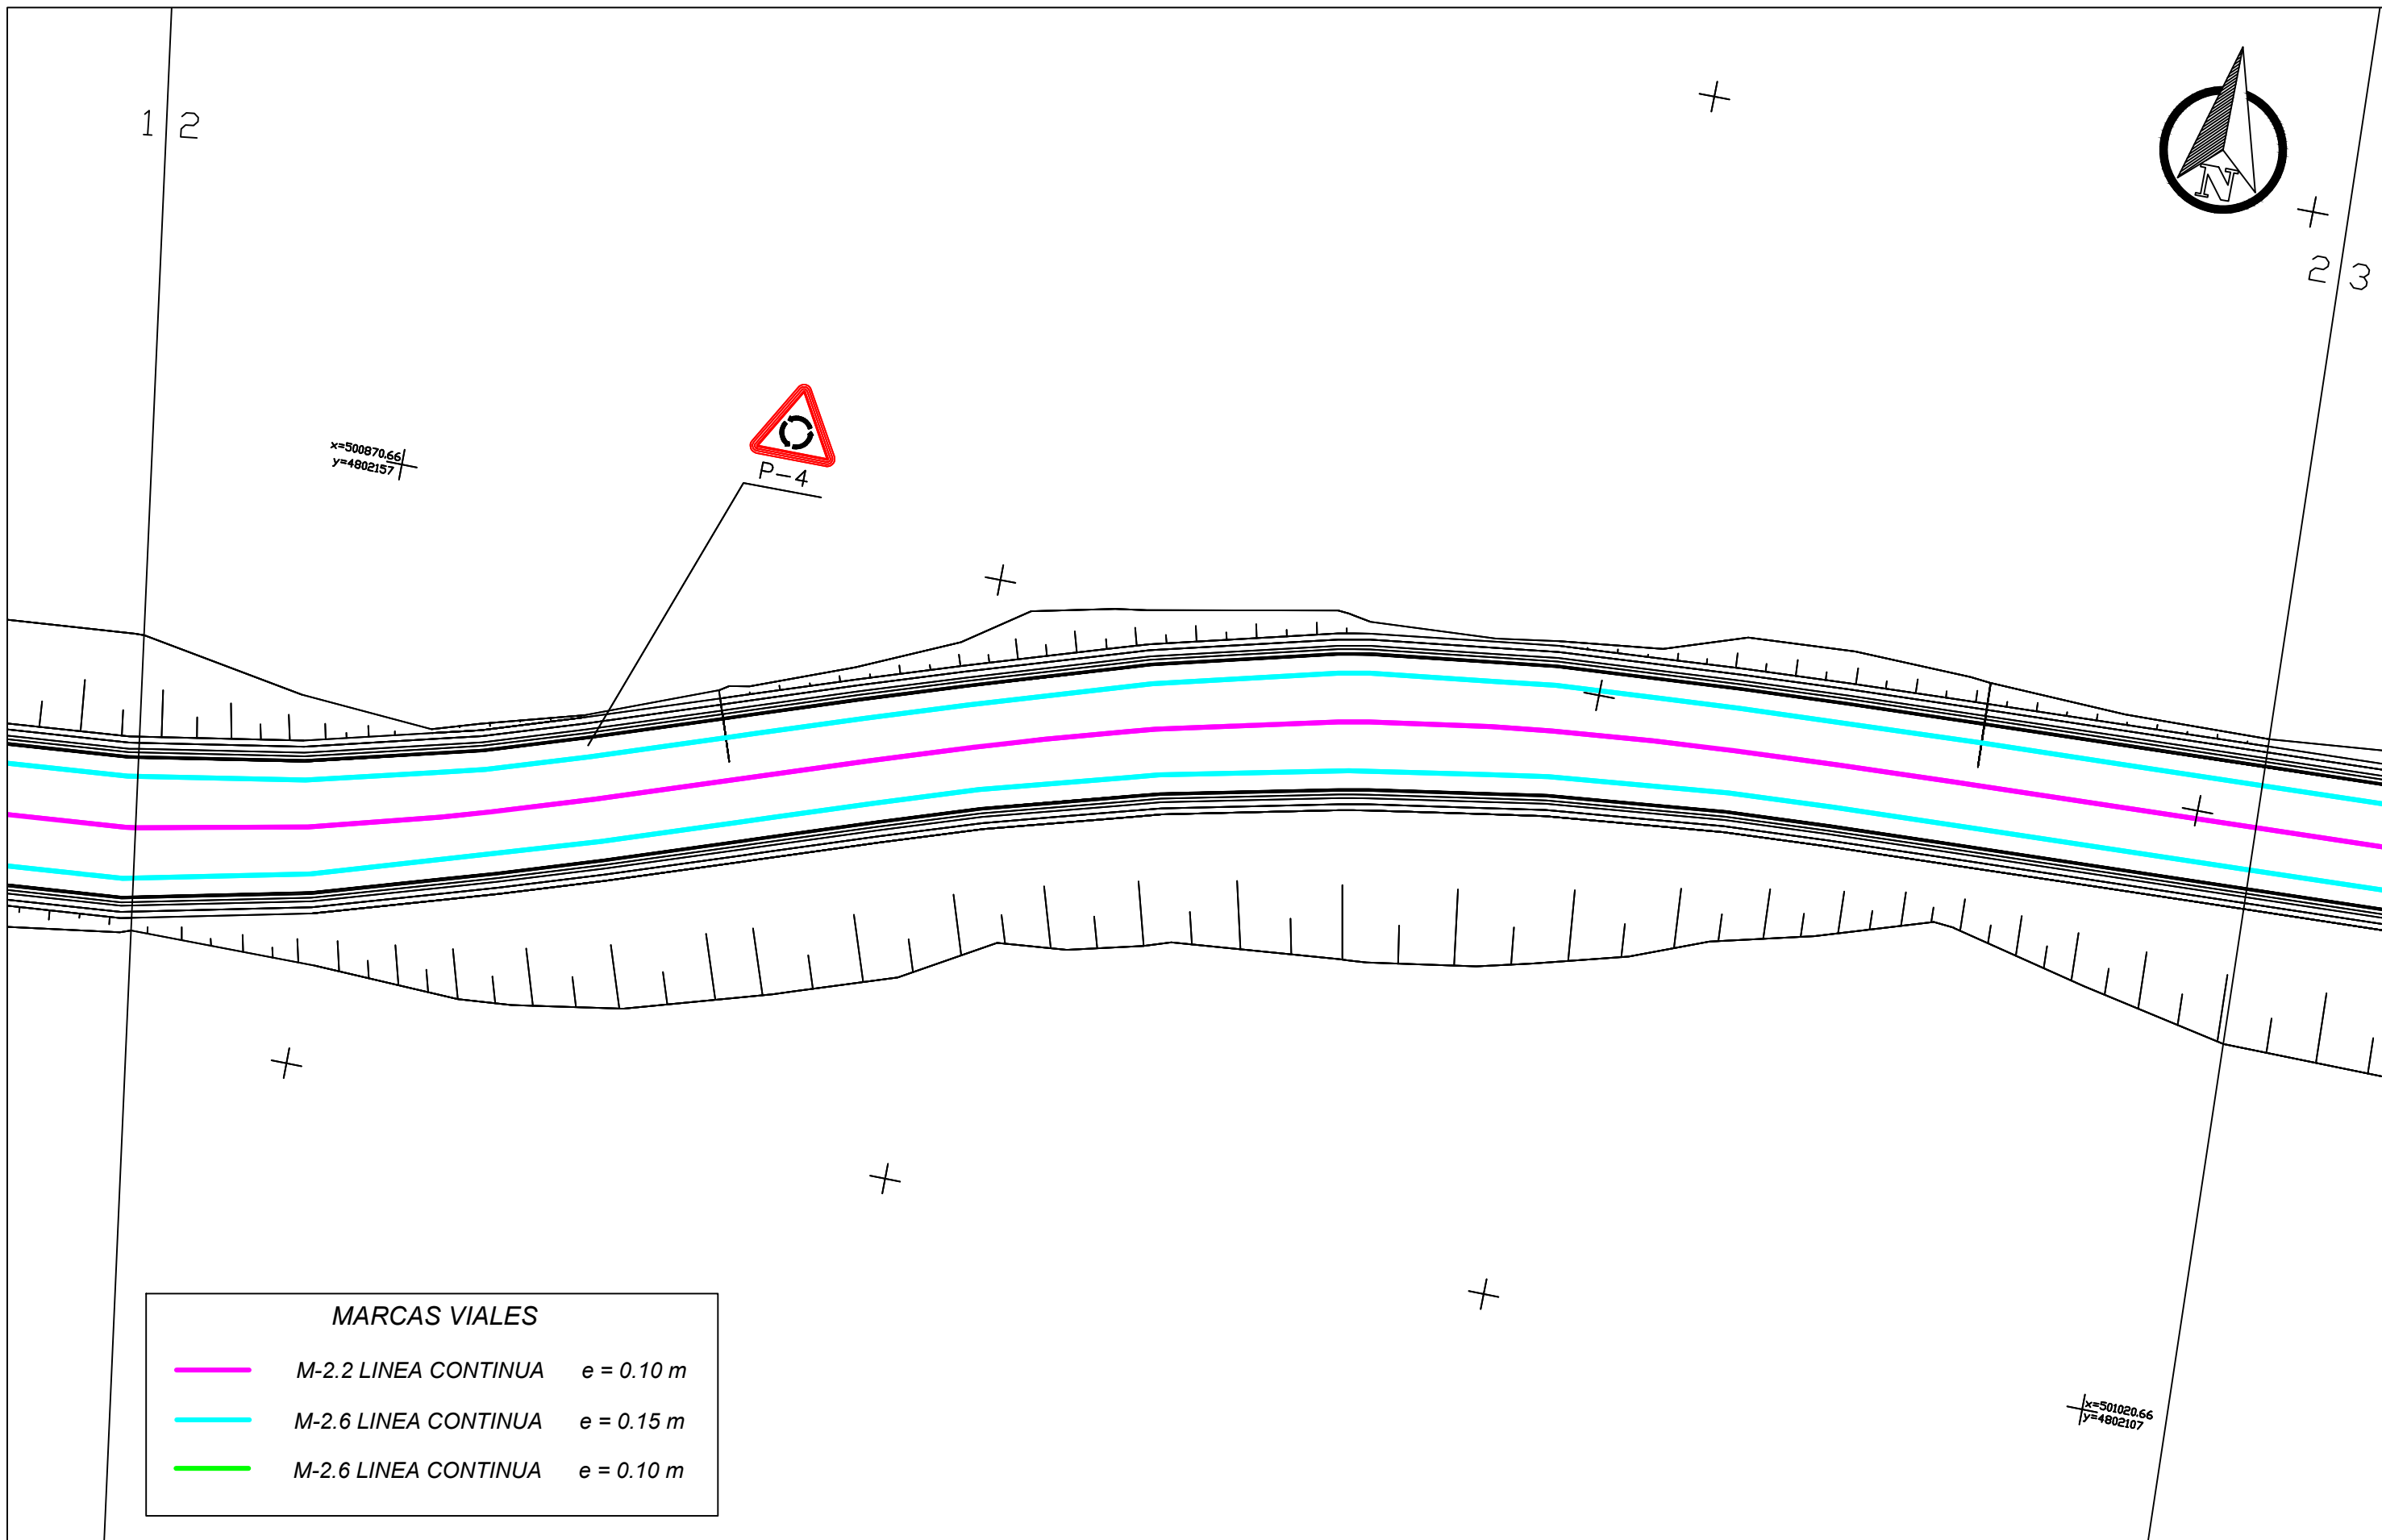 1 2
N
2 3
x=500870.66
y=4802157
P-4
MARCAS VIALES
M-2.2 LINEA CONTINUA e = 0.10 m
M-2.6 LINEA CONTINUA e = 0.15 m
M-2.6 LINEA CONTINUA e = 0.10 m
x=501020.66
y=4802107